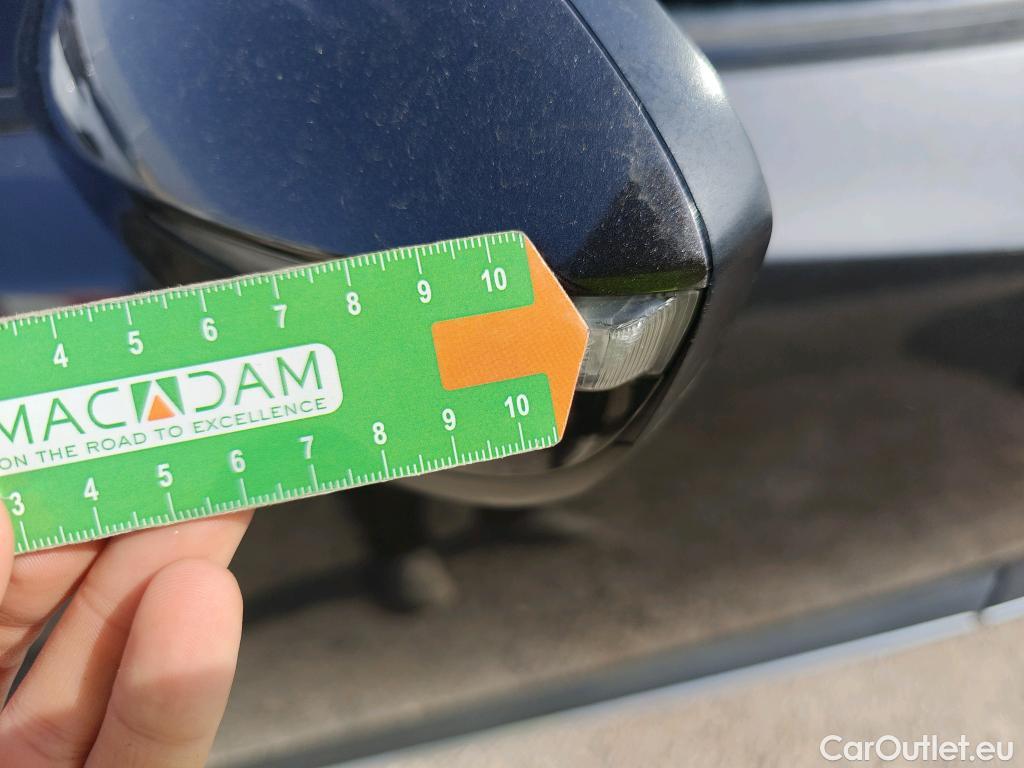 4 5 6 7 8 9 10
MACADAM
ON THE ROAD TO EXCELLENCE
3 4 5 6 7 8 9 10
CarOutlet.eu